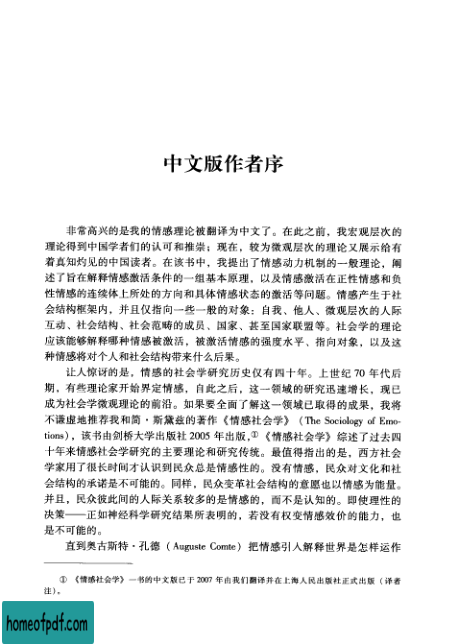 中文版作者序
非常高兴的是我的情感理论被翻译为中文了。在此之前，我宏观层次的
理论得到中国学者们的认可和推崇；现在，较为微观层次的理论又展示给有
着真知灼见的中国读者。在该书中，我提出了情感动力机制的一般理论，阐
述了旨在解释情感激活条件的一组基本原理，以及情感激活在正性情感和负
性情感的连续体上所处的方向和具体情感状态的激活等问题。情感产生于社
会结构框架内，并且仅指向一些一般的对象：自我、他人、微观层次的人际
互动、社会结构、社会范畴的成员、国家、甚至国家联盟等。社会学的理论
应该能够解释哪种情感被激活，被激活情感的强度水平、指向对象，以及这
种情感将对个人和社会结构带来什么后果。
让人惊讶的是，情感的社会学研究历史仅有四十年。上世纪 70 年代后
期，有些理论家开始界定情感，自此之后，这一领域的研究迅速增长，现已
成为社会学微观理论的前沿。如果要全面了解这一领域已取得的成果，我将
不谦虚地推荐我和简·斯黛兹的著作《情感社会学》（The Sociology of Emo-
tions），该书由剑桥大学出版社 2005 年出版，① 《情感社会学》综述了过去四
十年来情感社会学研究的主要理论和研究传统。最值得指出的是，西方社会
学家用了很长时间才认识到民众总是情感性的。没有情感，民众对文化和社
会结构的承诺是不可能的。同样，民众变革社会结构的意愿也以情感为能量。
并且，民众彼此间的人际关系较多的是情感的，而不是认知的。即使理性的
决策——正如神经科学研究结果所表明的，若没有权变情感效价的能力，也
是不可能的。
直到奥古斯特·孔德（Auguste Comte）把情感引入解释世界是怎样运作
① 《情感社会学》一书的中文版已于 2007 年由我们翻译并在上海人民出版社正式出版（译者
注）。
homeofpdf.com